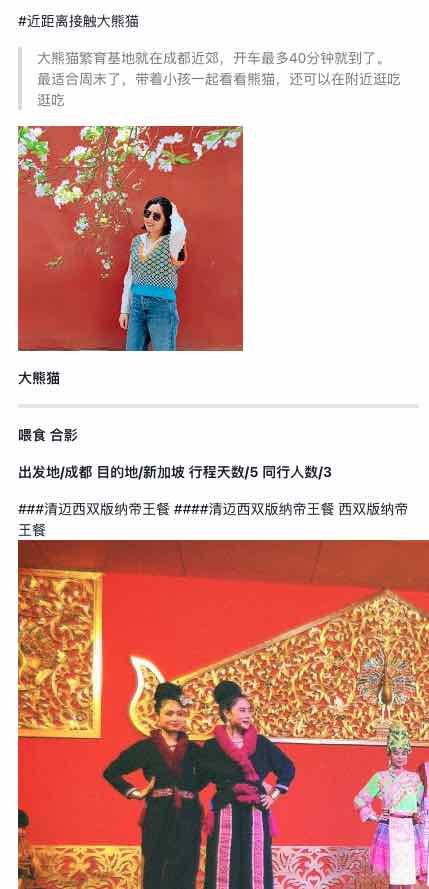 #近距离接触大熊猫
大熊猫繁育基地就在成都近郊，开车最多40分钟就到了。
最适合周末了，带着小孩一起看看熊猫，还可以在附近逛吃
逛吃
大熊猫
喂食 合影
出发地/成都 目的地/新加坡 行程天数/5 同行人数/3
###清迈西双版纳帝王餐 ####清迈西双版纳帝王餐 西双版纳帝
王餐